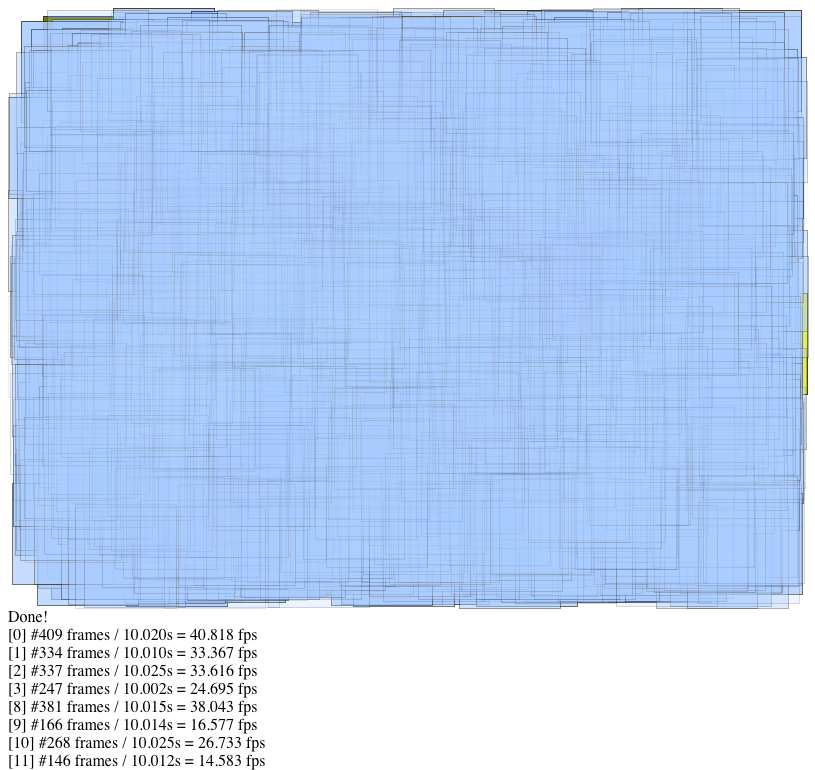 Done!
[0] #409 frames / 10.020s = 40.818 fps
[1] #334 frames / 10.010s = 33.367 fps
[2] #337 frames / 10.025s = 33.616 fps
[3] #247 frames / 10.002s = 24.695 fps
[8] #381 frames / 10.015s = 38.043 fps
[9] #166 frames / 10.014s = 16.577 fps
[10] #268 frames / 10.025s = 26.733 fps
[11] #146 frames / 10.012s = 14.583 fps